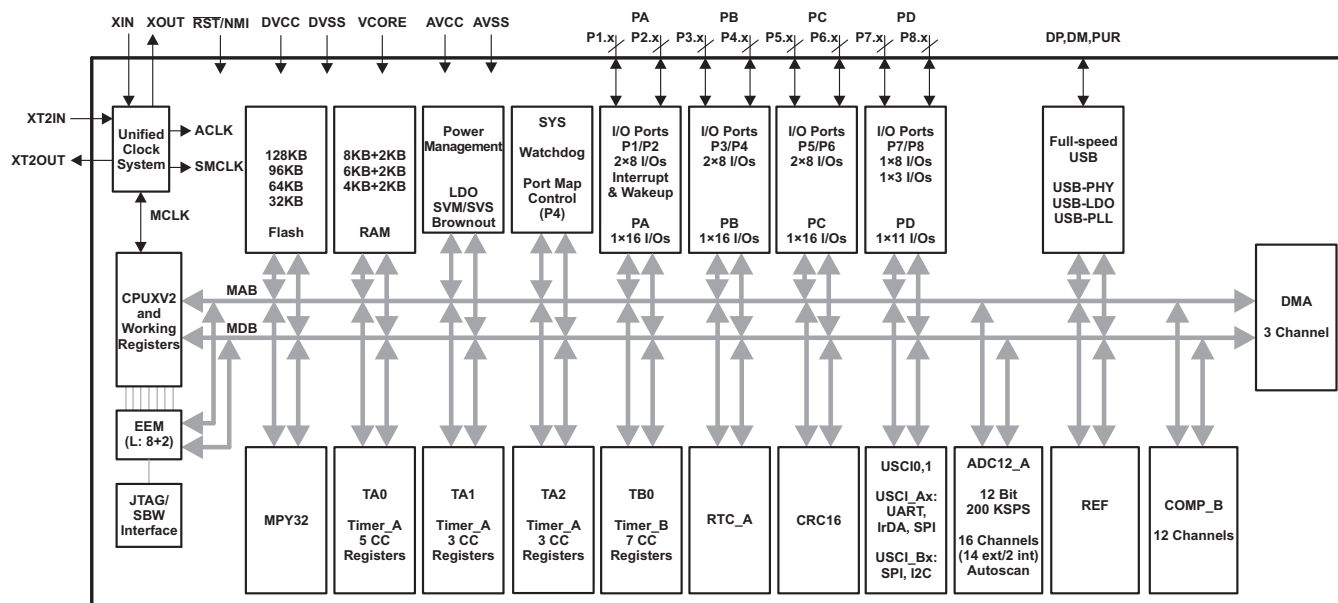 XIN XOUT RST/NMI DVCC DVSS VCORE AVCC AVSS
PA PB PC PD
P1.x P2.x P3.x P4.x P5.x P6.x P7.x P8.x
DP,DM,PUR
XT2IN
XT2OUT
Unified
Clock
System
ACLK
SMCLK
MCLK
128KB
96KB
64KB
32KB
Flash
8KB+2KB
6KB+2KB
4KB+2KB
RAM
Power
Management
LDO
SVM/SVS
Brownout
SYS
Watchdog
Port Map
Control
(P4)
I/O Ports
P1/P2
2×8 I/Os
Interrupt
& Wakeup
PA
1×16 I/Os
I/O Ports
P3/P4
2×8 I/Os
PB
1×16 I/Os
I/O Ports
P5/P6
2×8 I/Os
PC
1×16 I/Os
I/O Ports
P7/P8
1×8 I/Os
1×3 I/Os
PD
1×11 I/Os
Full-speed
USB
USB-PHY
USB-LDO
USB-PLL
CPUXV2
and
Working
Registers
MAB
MDB
DMA
3 Channel
EEM
(L: 8+2)
JTAG/
SBW
Interface
MPY32
TA0
Timer_A
5 CC
Registers
TA1
Timer_A
3 CC
Registers
TA2
Timer_A
3 CC
Registers
TB0
Timer_B
7 CC
Registers
RTC_A
CRC16
USCI0,1
USCI_Ax:
UART,
IrDA, SPI
USCI_Bx:
SPI, I2C
ADC12_A
12 Bit
200 KSPS
16 Channels
(14 ext/2 int)
Autoscan
REF
COMP_B
12 Channels